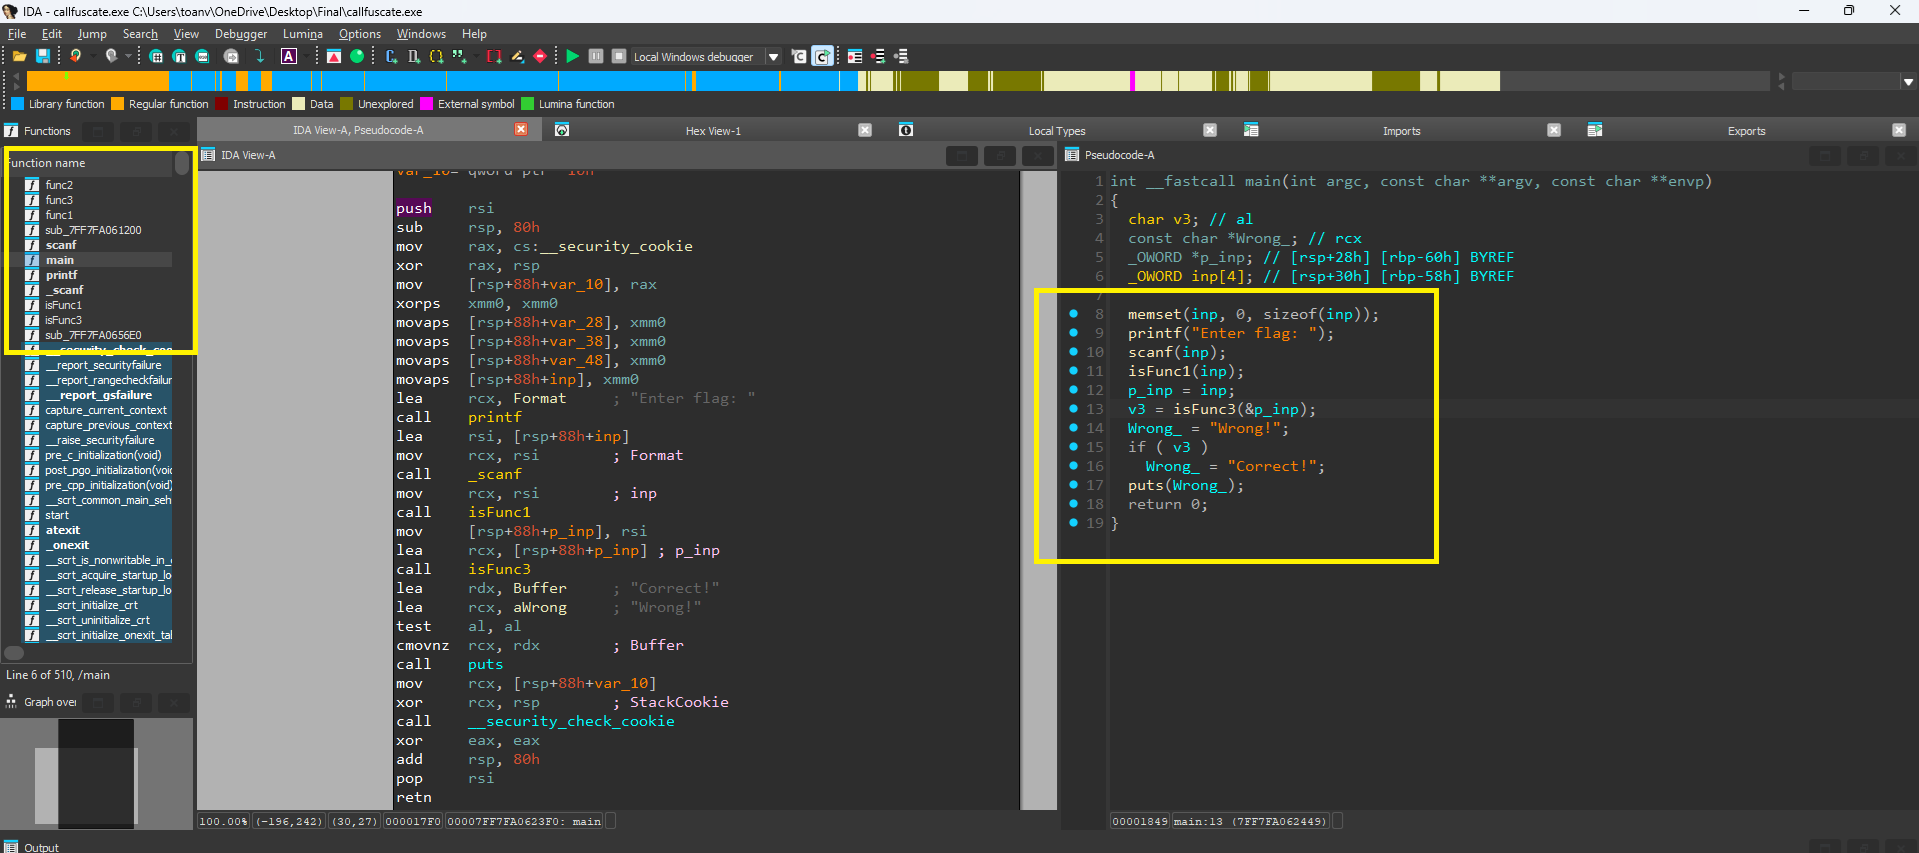 IDA - callfuscate.exe C:\Users\toanv\OneDrive\Desktop\Final\callfuscate.exe
File Edit Jump Search View Debugger Lumina Options Windows Help
Local Windows debugger
Library function Regular function Instruction Data Unexplored External symbol Lumina function
Functions
IDA View-A, Pseudocode-A
Hex View-1
Local Types
Imports
Exports
Function name
func2
func3
func1
sub_7FF7FA061200
scanf
main
printf
_scanf
isFunc1
isFunc3
sub_7FF7FA0656E0
__security_check_coo
__report_securityfailure
__report_rangecheckfailur
__report_gsfailure
capture_current_context
capture_previous_context
__raise_securityfailure
pre_c_initialization(void)
post_pgo_initialization(voi
pre_cpp_initialization(void)
__scrt_common_main_seh
start
atexit
_onexit
__scrt_is_nonwritable_in_
__scrt_acquire_startup_lo
__scrt_release_startup_lo
__scrt_initialize_crt
__scrt_uninitialize_crt
__scrt_initialize_onexit_tal
Line 6 of 510, /main
Graph over
IDA View-A
var_10= qword ptr -10h
push rsi
sub rsp, 80h
mov rax, cs:__security_cookie
xor rax, rsp
mov [rsp+88h+var_10], rax
xorps xmm0, xmm0
movaps [rsp+88h+var_28], xmm0
movaps [rsp+88h+var_38], xmm0
movaps [rsp+88h+var_48], xmm0
movaps [rsp+88h+inp], xmm0
lea rcx, Format ; "Enter flag: "
call printf
lea rsi, [rsp+88h+inp]
mov rcx, rsi ; Format
call _scanf
mov rcx, rsi ; inp
call isFunc1
mov [rsp+88h+p_inp], rsi
lea rcx, [rsp+88h+p_inp] ; p_inp
call isFunc3
lea rdx, Buffer ; "Correct!"
lea rcx, aWrong ; "Wrong!"
test al, al
cmovnz rcx, rdx ; Buffer
call puts
mov rcx, [rsp+88h+var_10]
xor rcx, rsp ; StackCookie
call __security_check_cookie
xor eax, eax
add rsp, 80h
pop rsi
retn
100.00% (-196,242) (30,27) 000017F0 00007FF7FA0623F0: main
Pseudocode-A
1 int __fastcall main(int argc, const char **argv, const char **envp)
2 {
3 char v3; // al
4 const char *Wrong_; // rcx
5 _OWORD *p_inp; // [rsp+28h] [rbp-60h] BYREF
6 _OWORD inp[4]; // [rsp+30h] [rbp-58h] BYREF
7
8 memset(inp, 0, sizeof(inp));
9 printf("Enter flag: ");
10 scanf(inp);
11 isFunc1(inp);
12 p_inp = inp;
13 v3 = isFunc3(&p_inp);
14 Wrong_ = "Wrong!";
15 if ( v3 )
16 Wrong_ = "Correct!";
17 puts(Wrong_);
18 return 0;
19 }
00001849 main:13 (7FF7FA062449)
Output